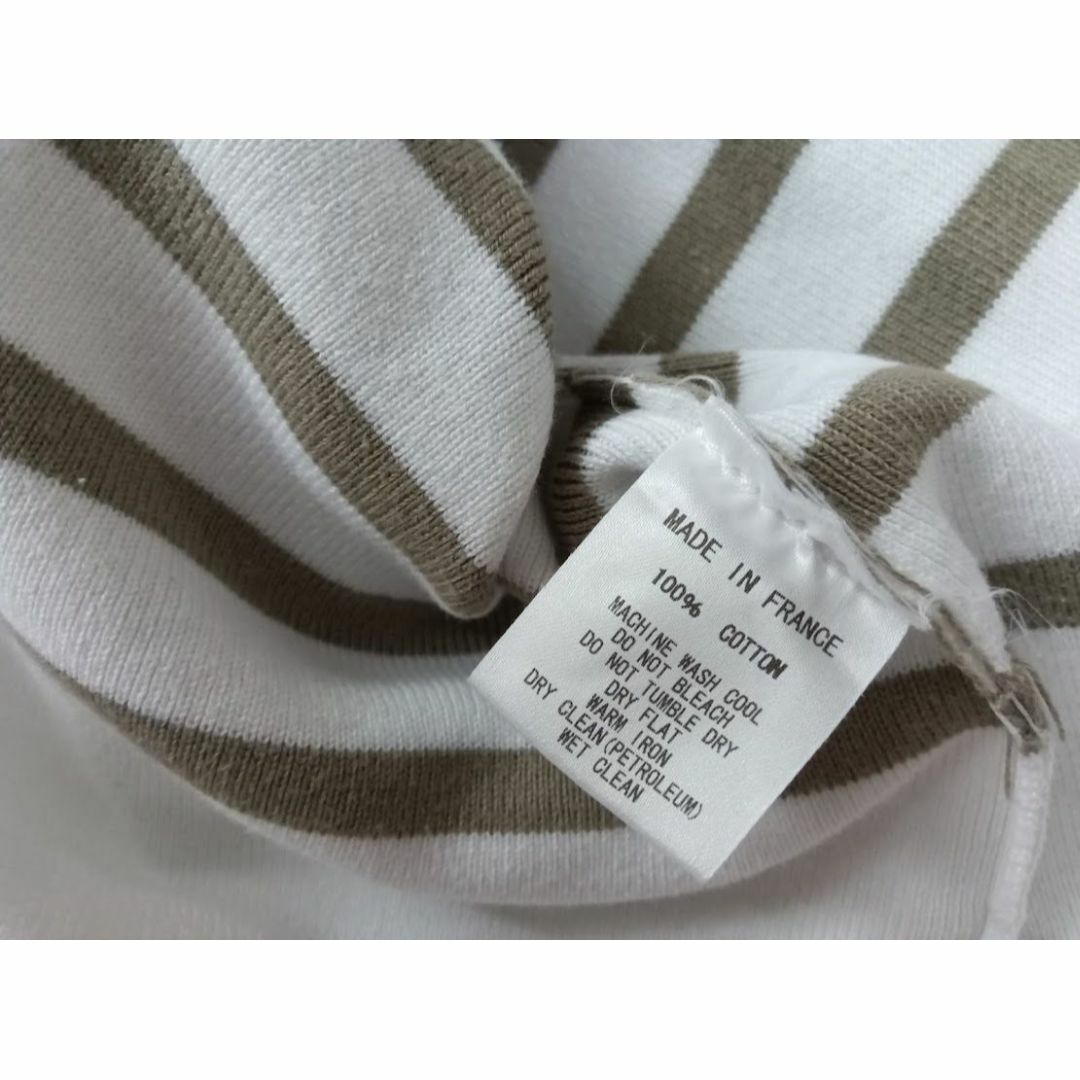 MADE IN FRANCE
100% COTTON
MACHINE WASH COOL
DO NOT BLEACH
DO NOT TUMBLE DRY
DRY FLAT
WARM IRON
DRY CLEAN(PETROLEUM)
WET CLEAN